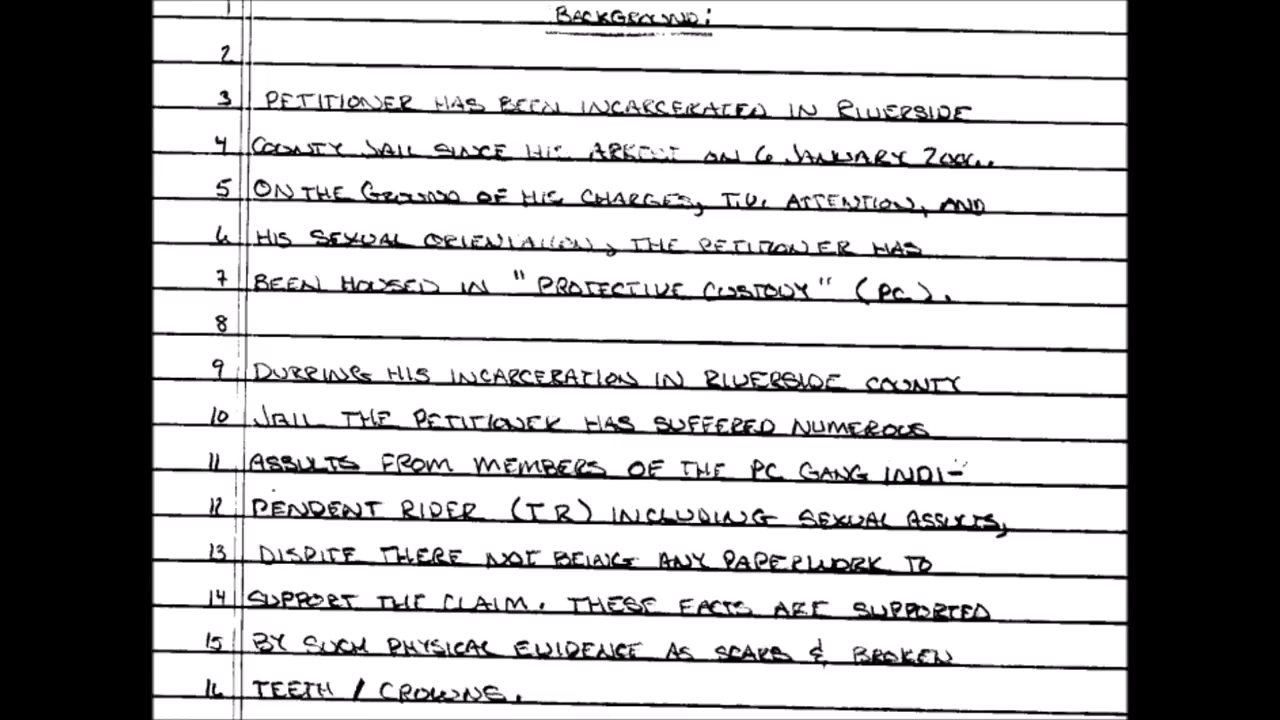 1 BACKGROUND:
2
3 PETITIONER HAS BEEN INCARCERATED IN RIVERSIDE
4 COUNTY JAIL SINCE HIS ARREST ON 6 JANUARY
5 ON THE GROUND OF HIS CHARGES, T.V. ATTENTION, AND
6 HIS SEXUAL ORIENTATION, THE PETITIONER HAS
7 BEEN HOUSED IN "PROTECTIVE CUSTODY" (PC).
8
9 DURRING HIS INCARCERATION IN RIVERSIDE COUNTY
10 JAIL THE PETITIONER HAS SUFFERED NUMEROUS
11 ASSULTS FROM MEMBERS OF THE PC GANG INDI-
12 PENDENT RIDER (IR) INCLUDING SEXUAL ASSULTS,
13 DISPITE THERE NOT BEING ANY PAPERWORK TO
14 SUPPORT THE CLAIM. THESE FACTS ARE SUPPORTED
15 BY SUCH PHYSICAL EVIDENCE AS SCARS & BROKEN
16 TEETH / CROWNS.